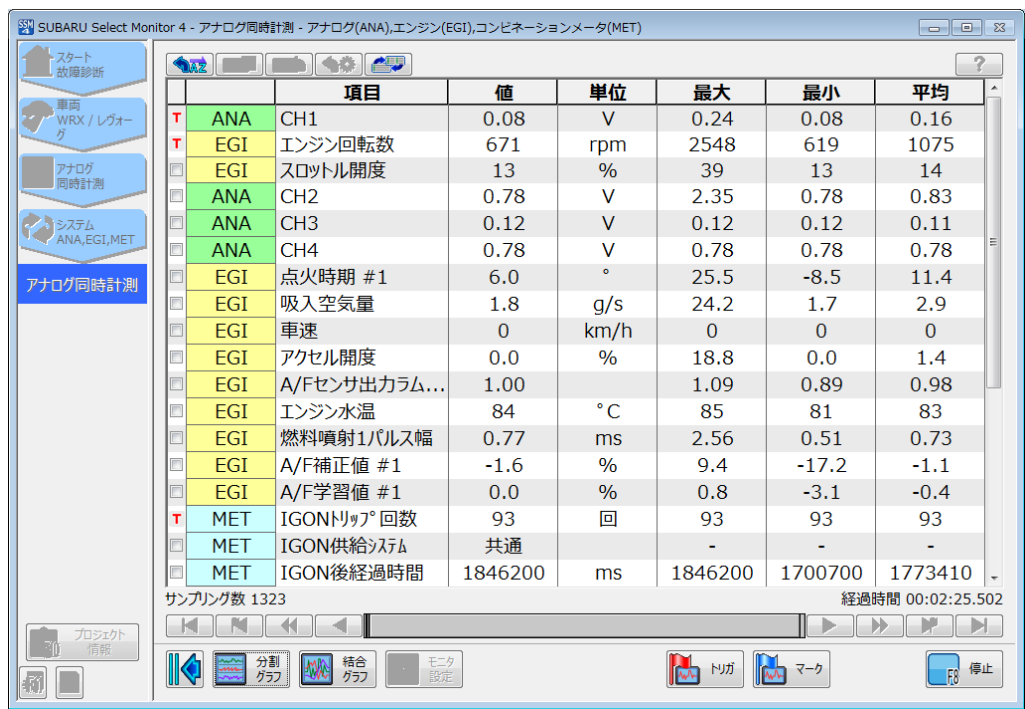 SUBARU Select Monitor 4 - アナログ同時計測 - アナログ(ANA),エンジン(EGI),コンビネーションメータ(MET)
スタート
故障診断
車両
WRX / レヴォー
グ
アナログ
同時計測
システム
ANA,EGI,MET
アナログ同時計測
AZ ?
項目 値 単位 最大 最小 平均
T ANA CH1 0.08 V 0.24 0.08 0.16
T EGI エンジン回転数 671 rpm 2548 619 1075
EGI スロットル開度 13 % 39 13 14
ANA CH2 0.78 V 2.35 0.78 0.83
ANA CH3 0.12 V 0.12 0.12 0.11
ANA CH4 0.78 V 0.78 0.78 0.78
EGI 点火時期 #1 6.0 ° 25.5 -8.5 11.4
EGI 吸入空気量 1.8 g/s 24.2 1.7 2.9
EGI 車速 0 km/h 0 0 0
EGI アクセル開度 0.0 % 18.8 0.0 1.4
EGI A/Fセンサ出力ラム... 1.00 1.09 0.89 0.98
EGI エンジン水温 84 °C 85 81 83
EGI 燃料噴射1パルス幅 0.77 ms 2.56 0.51 0.73
EGI A/F補正値 #1 -1.6 % 9.4 -17.2 -1.1
EGI A/F学習値 #1 0.0 % 0.8 -3.1 -0.4
T MET IGONﾄﾘｯﾌﾟ回数 93 回 93 93 93
MET IGON供給ｼｽﾃﾑ 共通 - - -
MET IGON後経過時間 1846200 ms 1846200 1700700 1773410
サンプリング数 1323 経過時間 00:02:25.502
プロジェクト
情報
分割
グラフ
結合
グラフ
モニタ
設定
トリガ
マーク
F8 停止